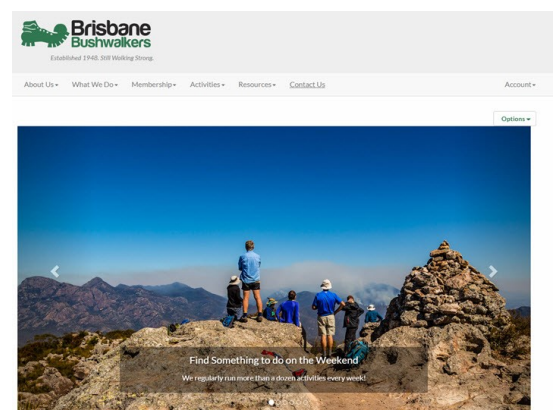 Brisbane
Bushwalkers
Established 1948. Still Walking Strong.
About Us What We Do Membership Activities Resources Contact Us Account
Options
Find Something to do on the Weekend
We regularly run more than a dozen activities every week!